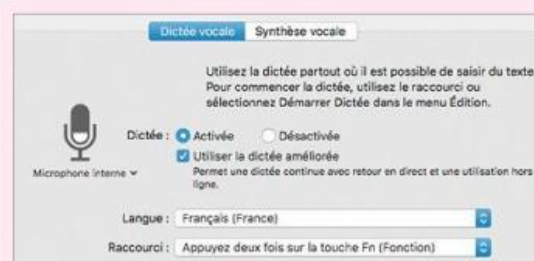 Dictée vocale Synthèse vocale
Utilisez la dictée partout où il est possible de saisir du texte
Pour commencer la dictée, utilisez le raccourci ou
sélectionnez Démarrer Dictée dans le menu Édition.
Dictée : Activée Désactivée
Utiliser la dictée améliorée
Microphone interne
Permet une dictée continue avec retour en direct et une utilisation hors
ligne.
Langue : Français (France)
Raccourci : Appuyez deux fois sur la touche Fn (Fonction)